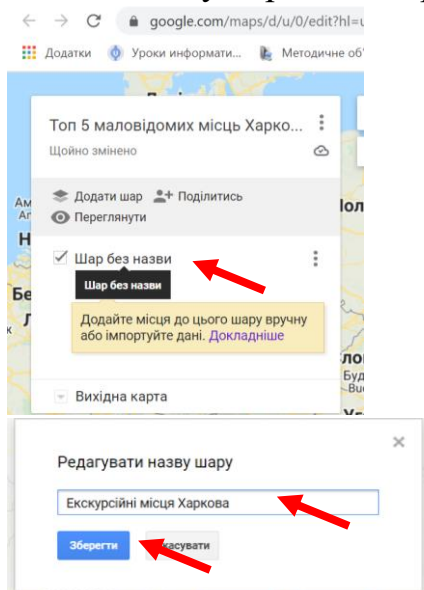 google.com/maps/d/u/0/edit?hl=u
Додатки Уроки информати... Методичне об'
Топ 5 маловідомих місць Харко...
Щойно змінено
Додати шар Поділитись
Переглянути
Шар без назви
Шар без назви
Додайте місця до цього шару вручну
або імпортуйте дані. Докладніше
Вихідна карта
Редагувати назву шару
Екскурсійні місця Харкова
Зберегти